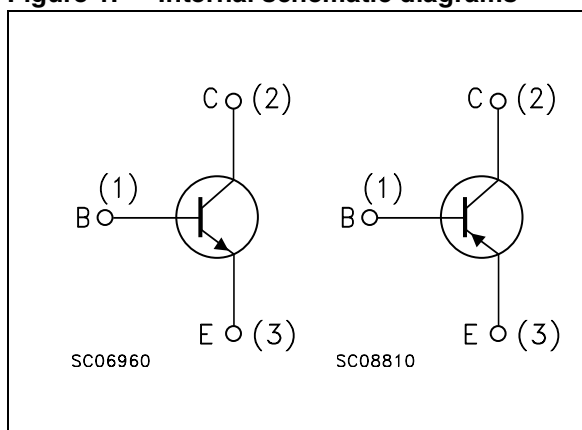 Figure 1. Internal schematic diagrams
C (2)
C (2)
(1)
(1)
B
B
E (3)
E (3)
SC06960
SC08810